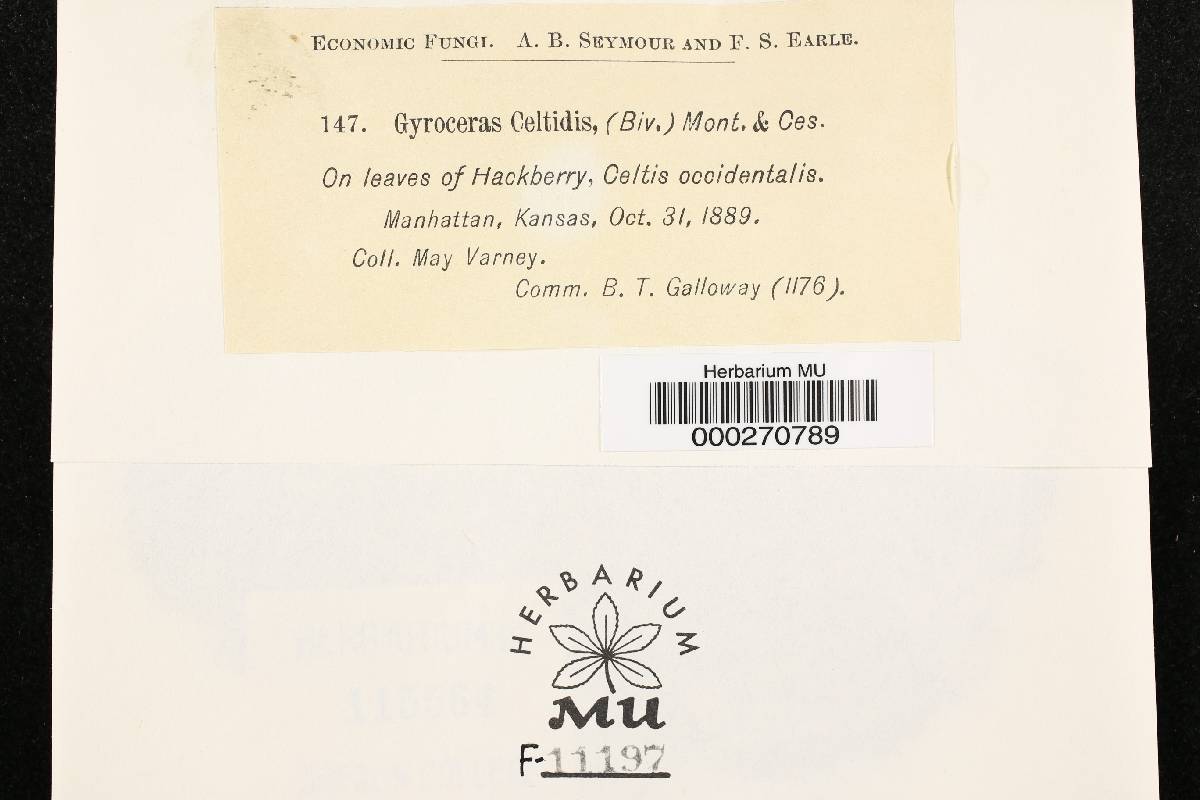 ECONOMIC FUNGI. A. B. SEYMOUR AND F. S. EARLE.
147. Gyroceras Celtidis, (Biv.) Mont. & Ces.
On leaves of Hackberry, Celtis occidentalis.
Manhattan, Kansas, Oct. 31, 1889.
Coll. May Varney.
Comm. B. T. Galloway (1176).
Herbarium MU
000270789
HERBARIUM
MU
F-11197